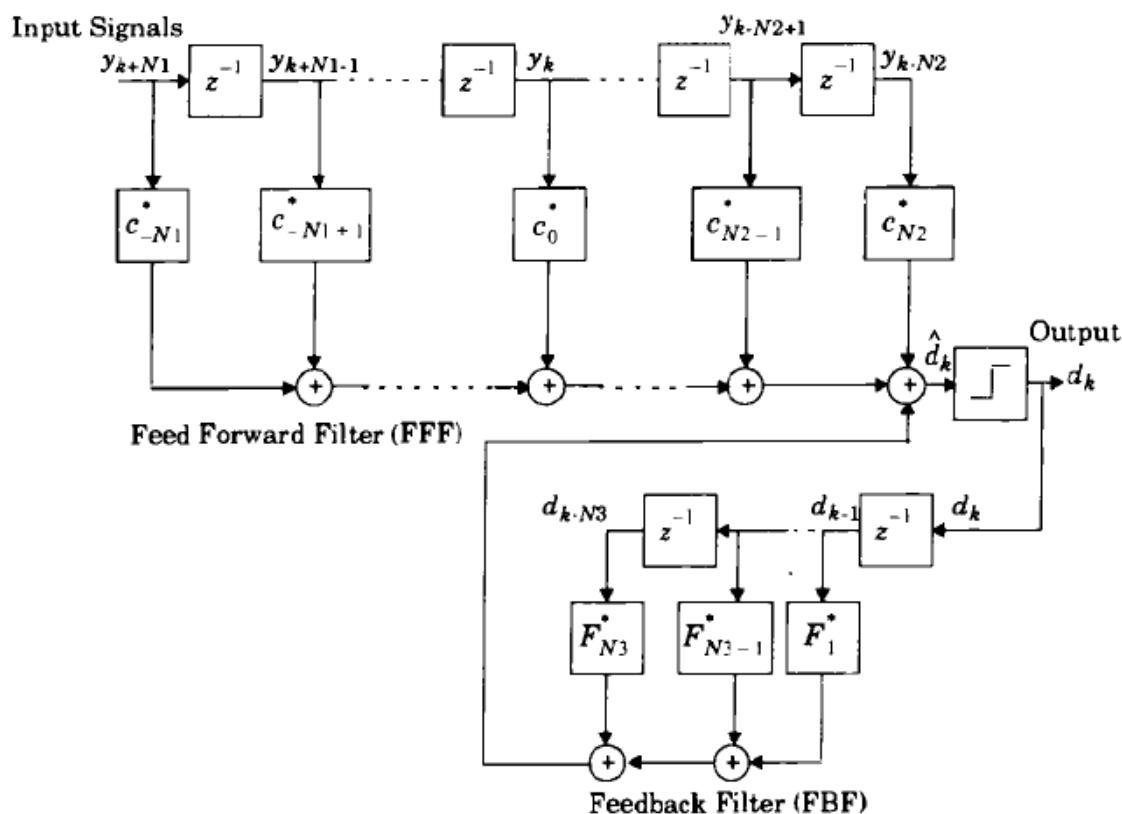 Input Signals
y_{k+N1} z^{-1} y_{k+N1-1} z^{-1} y_k z^{-1} y_{k-N2+1} z^{-1} y_{k-N2}
c^*_{-N1} c^*_{-N1+1} c^*_0 c^*_{N2-1} c^*_{N2}
+ + + + \hat{d}_k Output d_k
Feed Forward Filter (FFF)
d_{k-N3} z^{-1} d_{k-1} z^{-1} d_k
F^*_{N3} F^*_{N3-1} F^*_1
+ +
Feedback Filter (FBF)